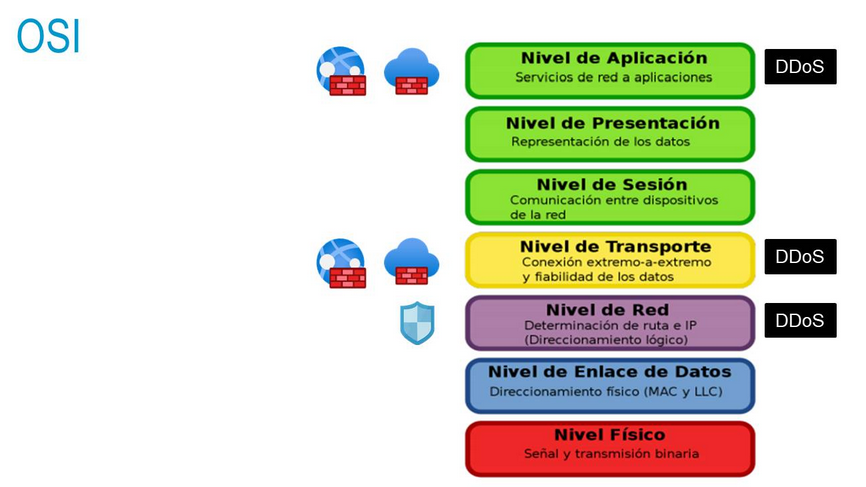 OSI
Nivel de Aplicación
Servicios de red a aplicaciones
DDoS
Nivel de Presentación
Representación de los datos
Nivel de Sesión
Comunicación entre dispositivos
de la red
Nivel de Transporte
Conexión extremo-a-extremo
y fiabilidad de los datos
DDoS
Nivel de Red
Determinación de ruta e IP
(Direccionamiento lógico)
DDoS
Nivel de Enlace de Datos
Direccionamiento físico (MAC y LLC)
Nivel Físico
Señal y transmisión binaria